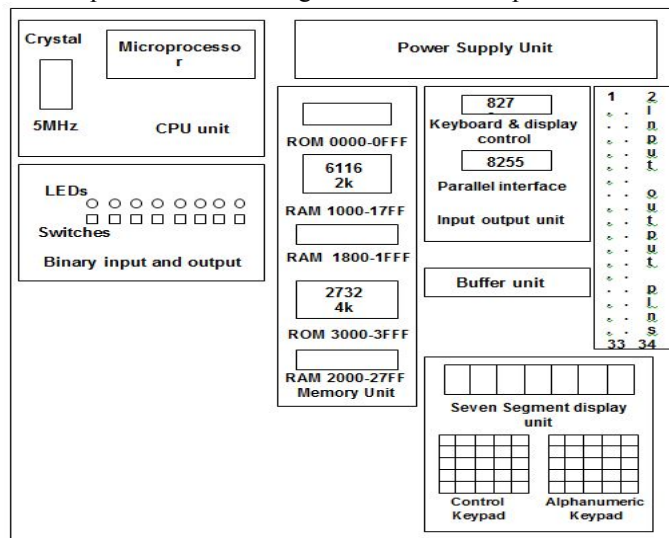 Crystal
Microprocesso
r
5MHz
CPU unit
Power Supply Unit
LEDs
Switches
Binary input and output
ROM 0000-0FFF
6116
2k
RAM 1000-17FF
RAM 1800-1FFF
2732
4k
ROM 3000-3FFF
RAM 2000-27FF
Memory Unit
827
Keyboard & display
control
8255
Parallel interface
Input output unit
Buffer unit
1 2
Input output pins
33 34
Seven Segment display
unit
Control
Keypad
Alphanumeric
Keypad